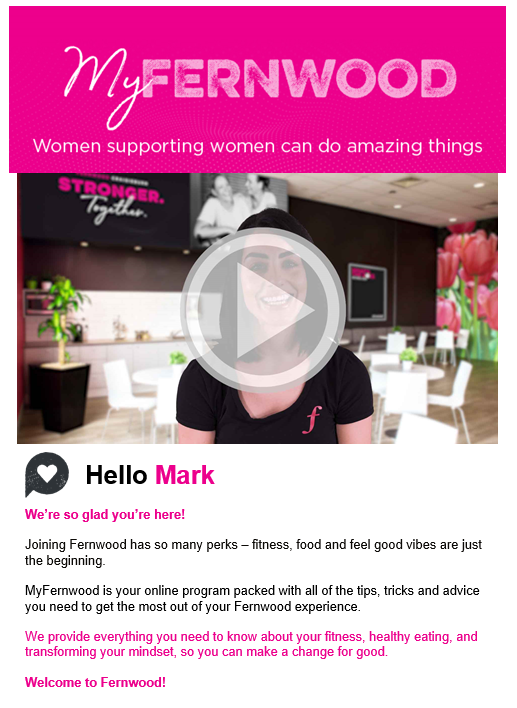 MyFERNWOOD
Women supporting women can do amazing things
STRONGER.
Together.
f
Hello Mark
We’re so glad you’re here!
Joining Fernwood has so many perks – fitness, food and feel good vibes are just
the beginning.
MyFernwood is your online program packed with all of the tips, tricks and advice
you need to get the most out of your Fernwood experience.
We provide everything you need to know about your fitness, healthy eating, and
transforming your mindset, so you can make a change for good.
Welcome to Fernwood!